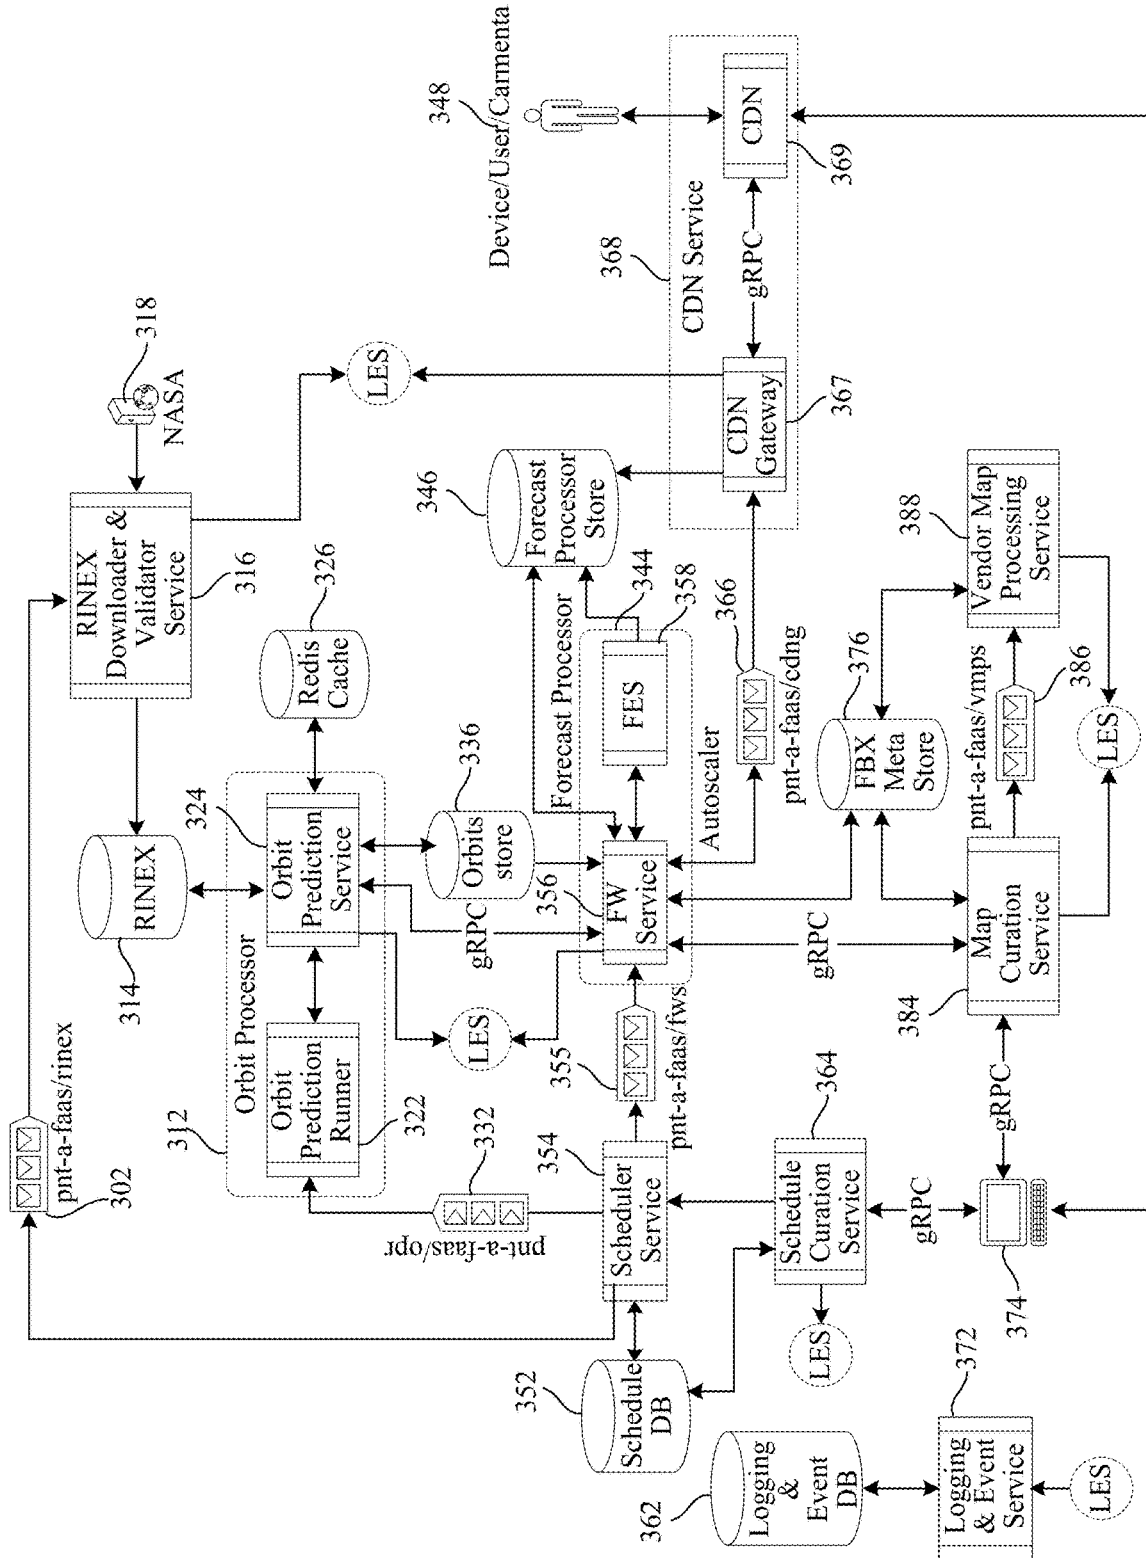 302
pnt-a-faas/rinex
RINEX
Downloader &
Validator
Service
316
318
NASA
314
RINEX
312
Orbit Processor
Orbit
Prediction
Runner
322
324
Orbit
Prediction
Service
326
Redis
Cache
LES
332
pnt-a-faas/opr
LES
gRPC
336
Orbits
store
346
Forecast
Processor
Store
348
Device/User/Carmenta
352
Schedule
DB
354
Scheduler
Service
355
pnt-a-faas/fws
356
FW
Service
Forecast Processor
344
358
FES
Autoscaler
366
pnt-a-faas/cdng
368
CDN Service
CDN
Gateway
367
gRPC
CDN
369
362
Logging
&
Event
DB
LES
364
Schedule
Curation
Service
gRPC
376
FBX
Meta
Store
372
Logging
& Event
Service
LES
374
gRPC
gRPC
384
Map
Curation
Service
pnt-a-faas/vmps
386
388
Vendor Map
Processing
Service
LES